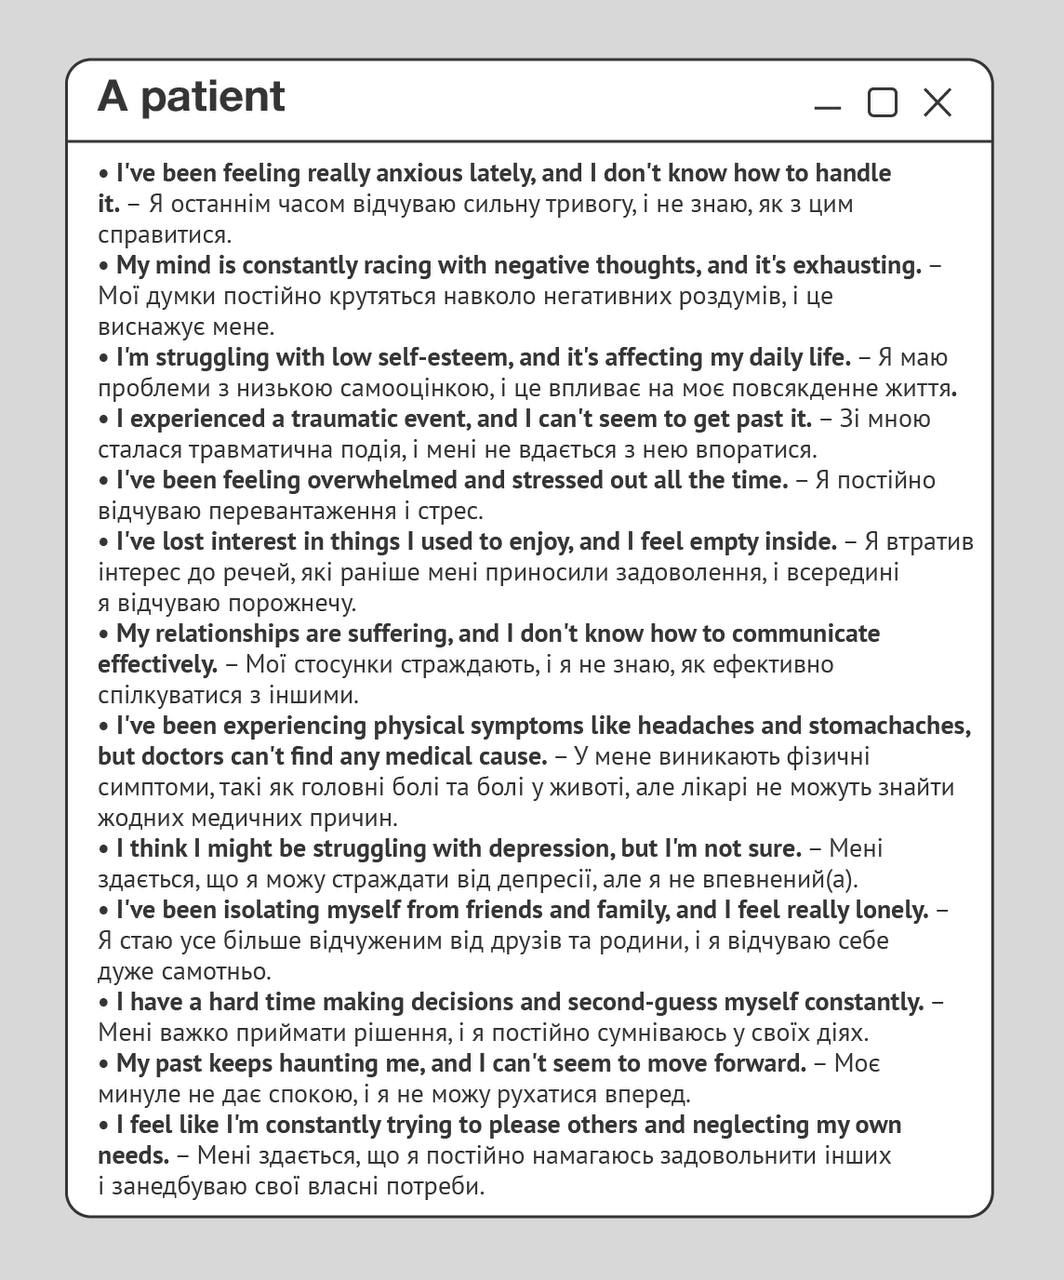 A patient
• I've been feeling really anxious lately, and I don't know how to handle
it. – Я останнім часом відчуваю сильну тривогу, і не знаю, як з цим
справитися.
• My mind is constantly racing with negative thoughts, and it's exhausting. –
Мої думки постійно крутяться навколо негативних роздумів, і це
виснажує мене.
• I'm struggling with low self-esteem, and it's affecting my daily life. – Я маю
проблеми з низькою самооцінкою, і це впливає на моє повсякденне життя.
• I experienced a traumatic event, and I can't seem to get past it. – Зі мною
сталася травматична подія, і мені не вдається з нею впоратися.
• I've been feeling overwhelmed and stressed out all the time. – Я постійно
відчуваю перевантаження і стрес.
• I've lost interest in things I used to enjoy, and I feel empty inside. – Я втратив
інтерес до речей, які раніше мені приносили задоволення, і всередині
я відчуваю порожнечу.
• My relationships are suffering, and I don't know how to communicate
effectively. – Мої стосунки страждають, і я не знаю, як ефективно
спілкуватися з іншими.
• I've been experiencing physical symptoms like headaches and stomachaches,
but doctors can't find any medical cause. – У мене виникають фізичні
симптоми, такі як головні болі та болі у животі, але лікарі не можуть знайти
жодних медичних причин.
• I think I might be struggling with depression, but I'm not sure. – Мені
здається, що я можу страждати від депресії, але я не впевнений(а).
• I've been isolating myself from friends and family, and I feel really lonely. –
Я стаю усе більше відчуженим від друзів та родини, і я відчуваю себе
дуже самотньо.
• I have a hard time making decisions and second-guess myself constantly. –
Мені важко приймати рішення, і я постійно сумніваюсь у своїх діях.
• My past keeps haunting me, and I can't seem to move forward. – Моє
минуле не дає спокою, і я не можу рухатися вперед.
• I feel like I'm constantly trying to please others and neglecting my own
needs. – Мені здається, що я постійно намагаюсь задовольнити інших
і занедбуваю свої власні потреби.